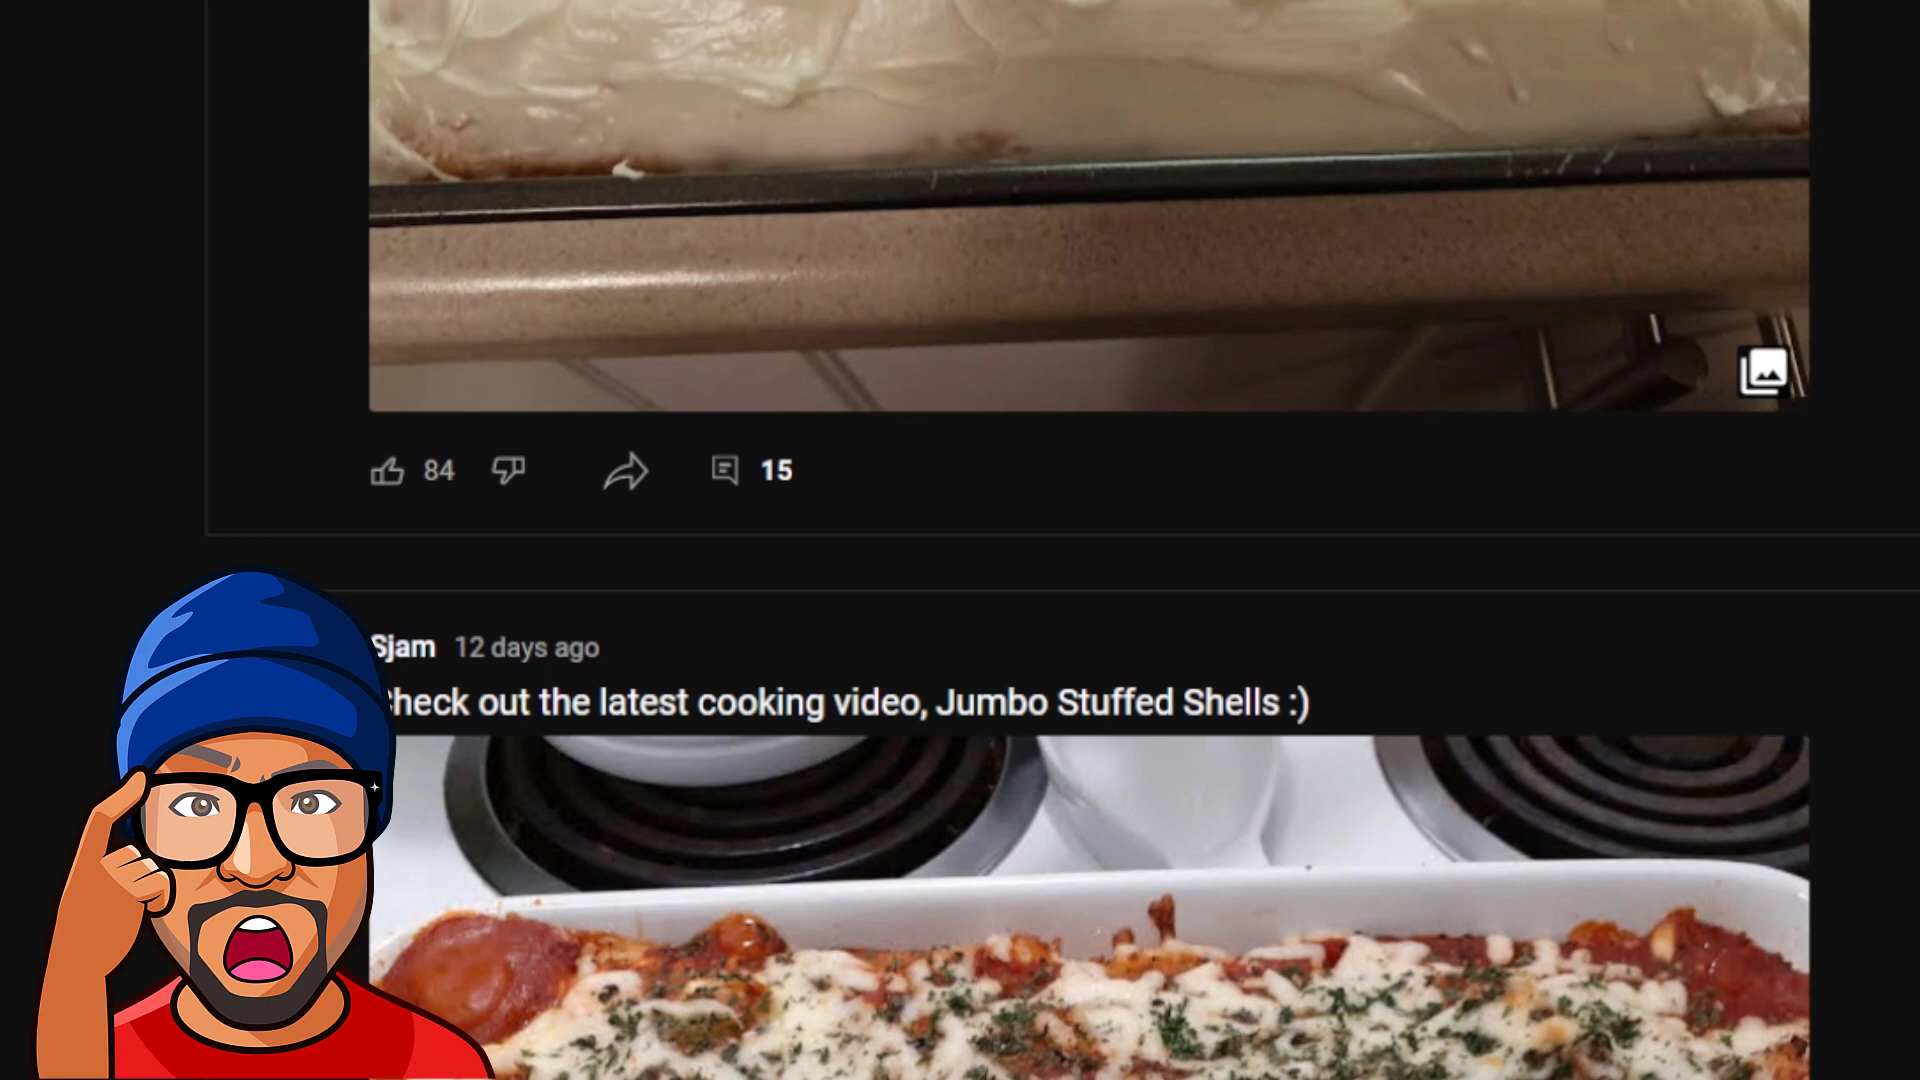 84 15
Sjam 12 days ago
heck out the latest cooking video, Jumbo Stuffed Shells :)